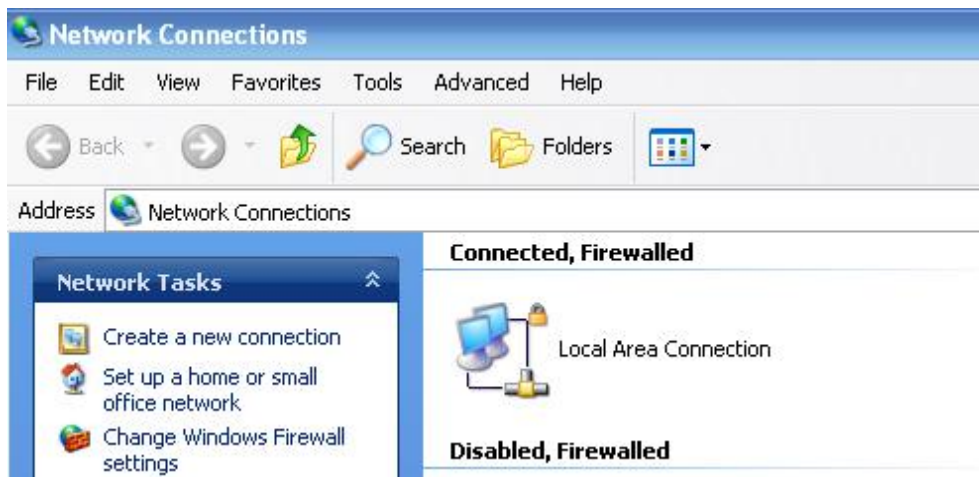 Network Connections
File Edit View Favorites Tools Advanced Help
Back Search Folders
Address Network Connections
Network Tasks
Create a new connection
Set up a home or small
office network
Change Windows Firewall
settings
Connected, Firewalled
Local Area Connection
Disabled, Firewalled